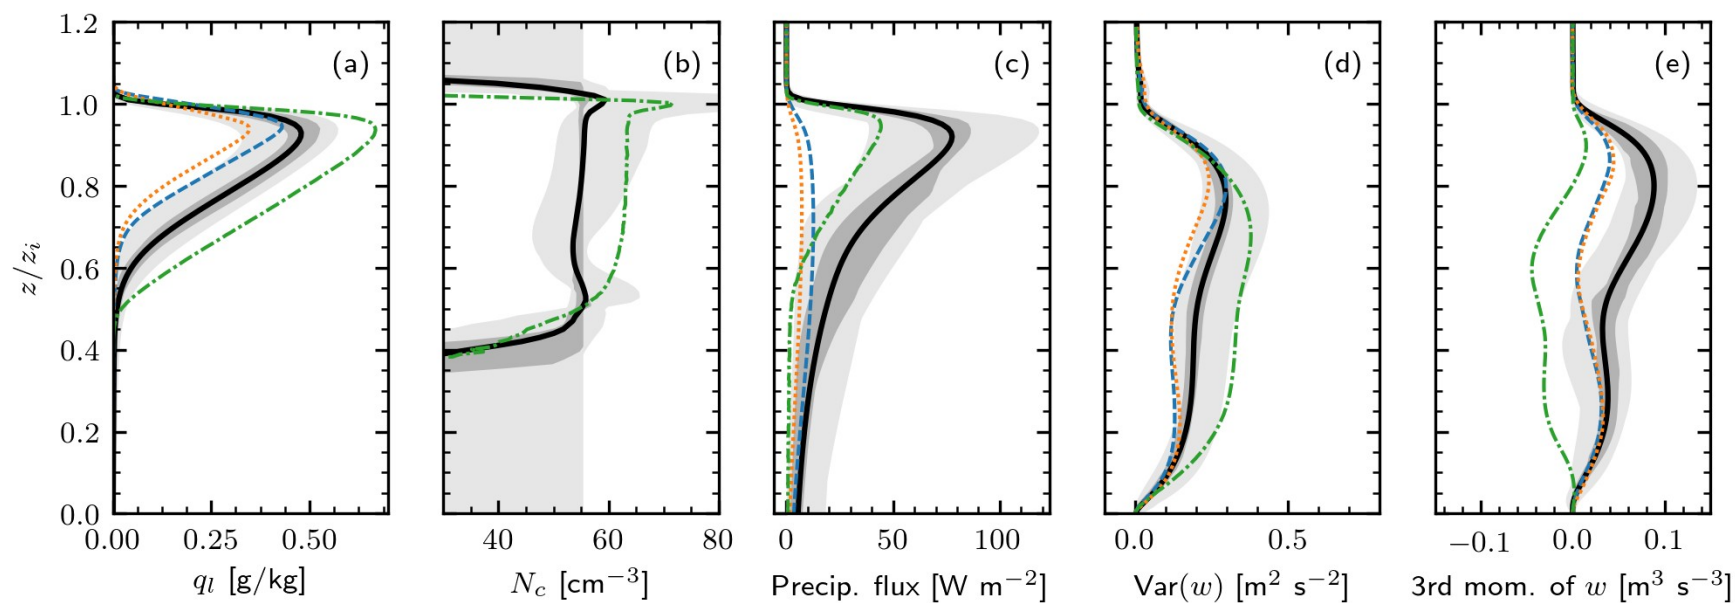 1.2
1.0
0.8
0.6
0.4
0.2
0.0
z/z_i
(a)
(b)
(c)
(d)
(e)
0.00 0.25 0.50
40 60 80
0 50 100
0.0 0.5
−0.1 0.0 0.1
q_l [g/kg]
N_c [cm⁻³]
Precip. flux [W m⁻²]
Var(w) [m² s⁻²]
3rd mom. of w [m³ s⁻³]